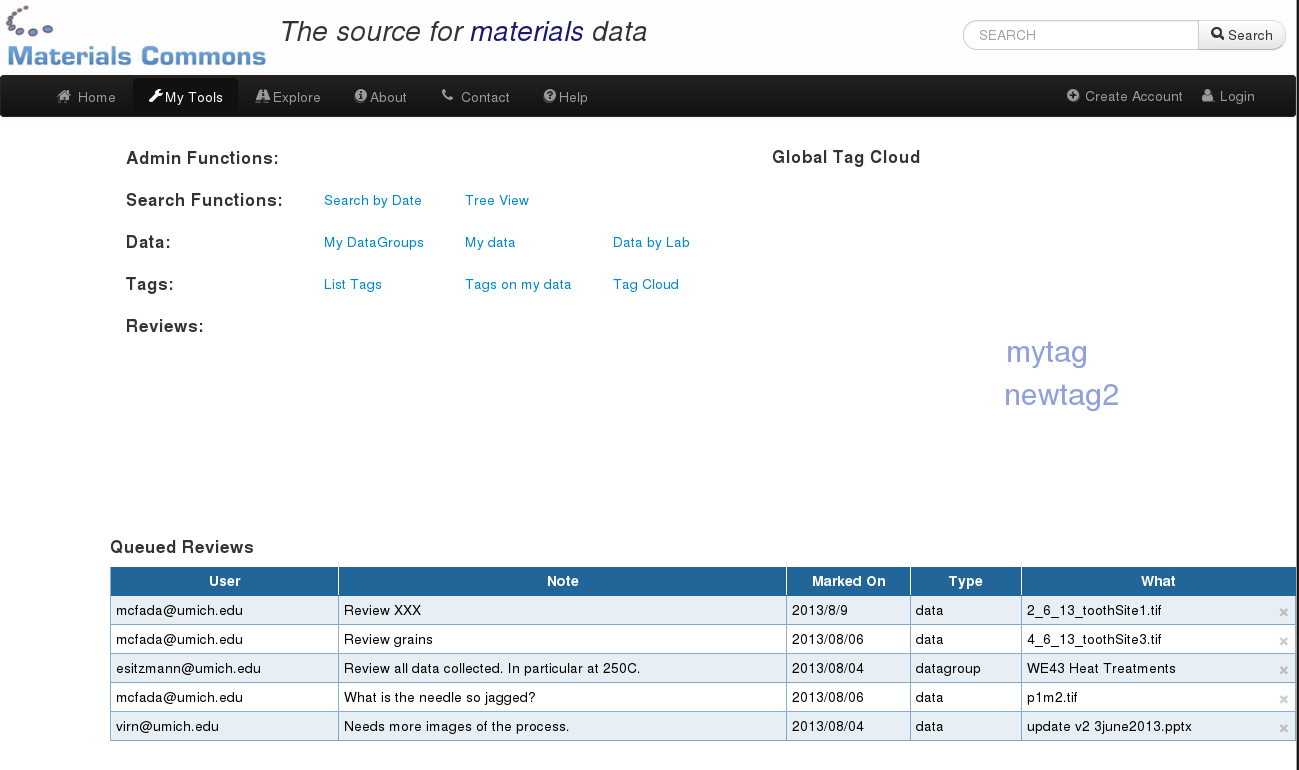 Materials Commons
The source for materials data
SEARCH
Search
Home My Tools Explore About Contact Help Create Account Login
Admin Functions:
Search Functions: Search by Date Tree View
Data: My DataGroups My data Data by Lab
Tags: List Tags Tags on my data Tag Cloud
Reviews:
Global Tag Cloud
mytag
newtag2
Queued Reviews
User Note Marked On Type What
mcfada@umich.edu Review XXX 2013/8/9 data 2_6_13_toothSite1.tif
mcfada@umich.edu Review grains 2013/08/06 data 4_6_13_toothSite3.tif
esitzmann@umich.edu Review all data collected. In particular at 250C. 2013/08/04 datagroup WE43 Heat Treatments
mcfada@umich.edu What is the needle so jagged? 2013/08/06 data p1m2.tif
virn@umich.edu Needs more images of the process. 2013/08/04 data update v2 3june2013.pptx